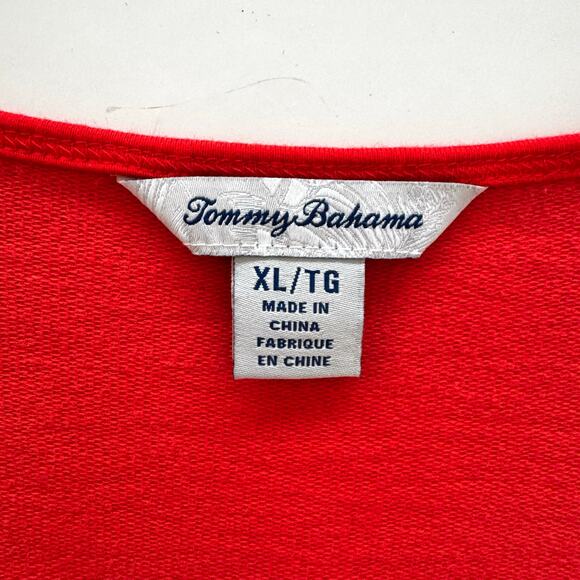 Tommy Bahama
XL/TG
MADE IN
CHINA
FABRIQUE
EN CHINE